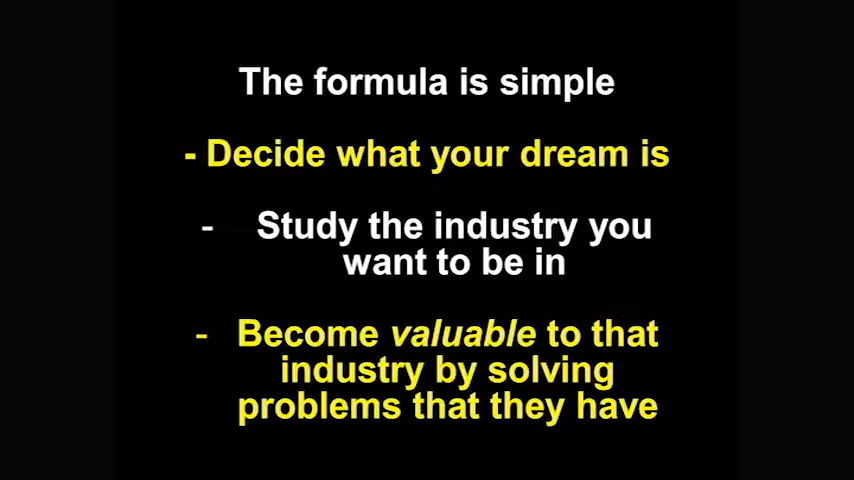 The formula is simple
- Decide what your dream is
- Study the industry you
want to be in
- Become valuable to that
industry by solving
problems that they have